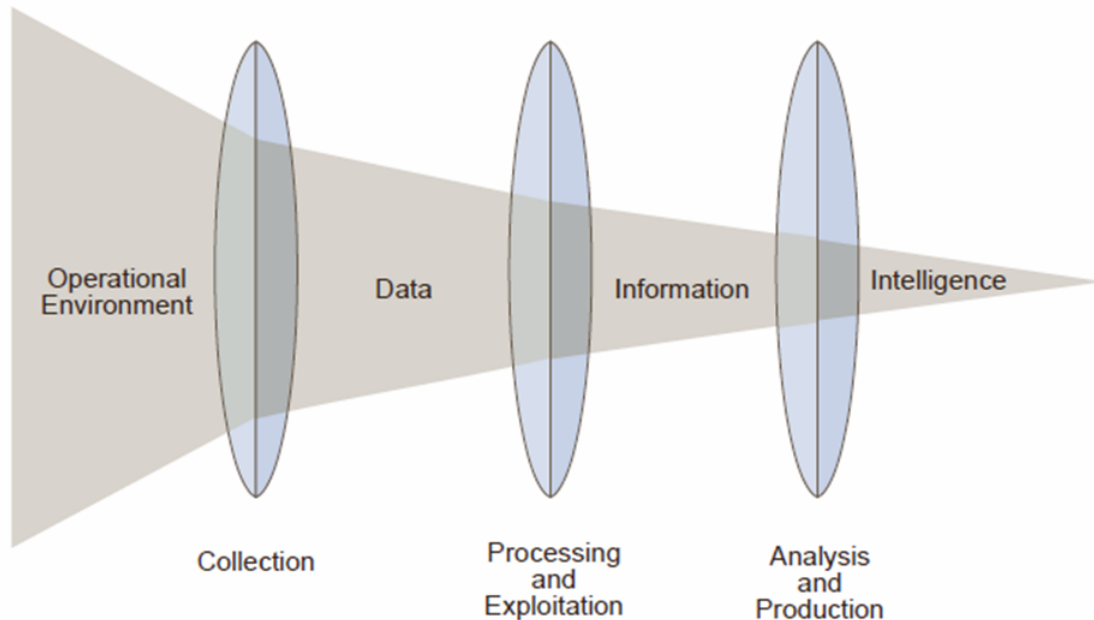 Operational
Environment
Data
Information
Intelligence
Collection
Processing
and
Exploitation
Analysis
and
Production